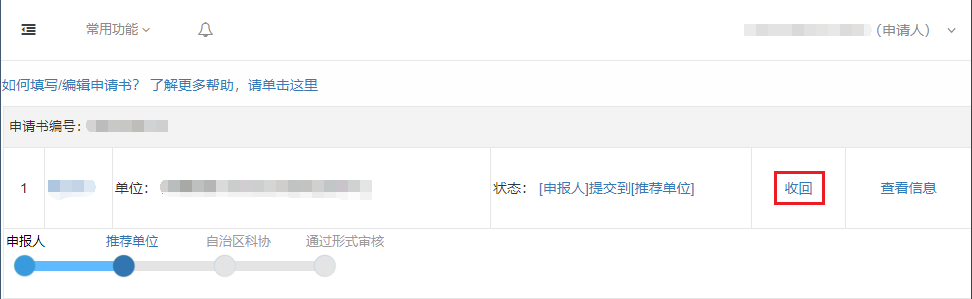 常用功能
（申请人）
如何填写/编辑申请书？ 了解更多帮助，请单击这里
申请书编号：
1 单位： 状态： [申报人]提交到[推荐单位] 收回 查看信息
申报人 推荐单位 自治区科协 通过形式审核